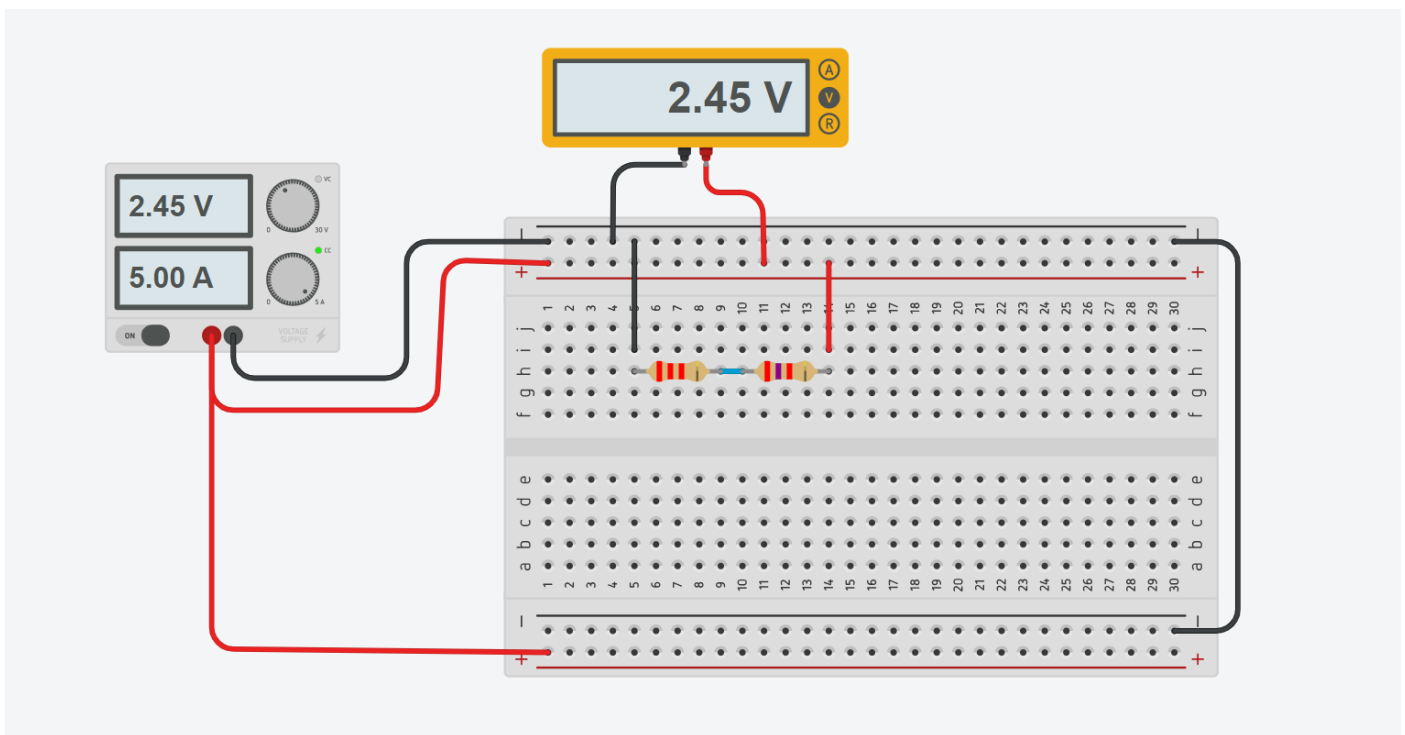 2.45 V
A
V
R
2.45 V
VC
0
30 V
5.00 A
CC
0
5 A
ON
VOLTAGE
SUPPLY
− −
+ +
1 2 3 4 5 6 7 8 9 10 11 12 13 14 15 16 17 18 19 20 21 22 23 24 25 26 27 28 29 30
j j
i i
h h
g g
f f
e e
d d
c c
b b
a a
1 2 3 4 5 6 7 8 9 10 11 12 13 14 15 16 17 18 19 20 21 22 23 24 25 26 27 28 29 30
− −
+ +